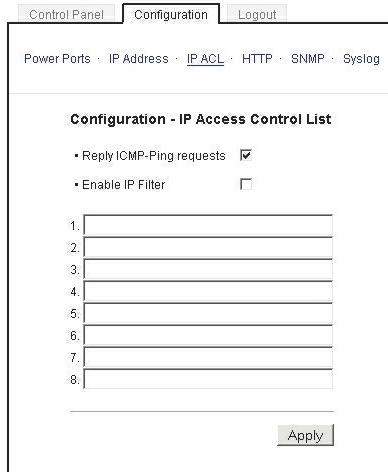 Control Panel Configuration Logout
Power Ports · IP Address · IP ACL · HTTP · SNMP · Syslog
Configuration - IP Access Control List
▪ Reply ICMP-Ping requests
▪ Enable IP Filter
1.
2.
3.
4.
5.
6.
7.
8.
Apply